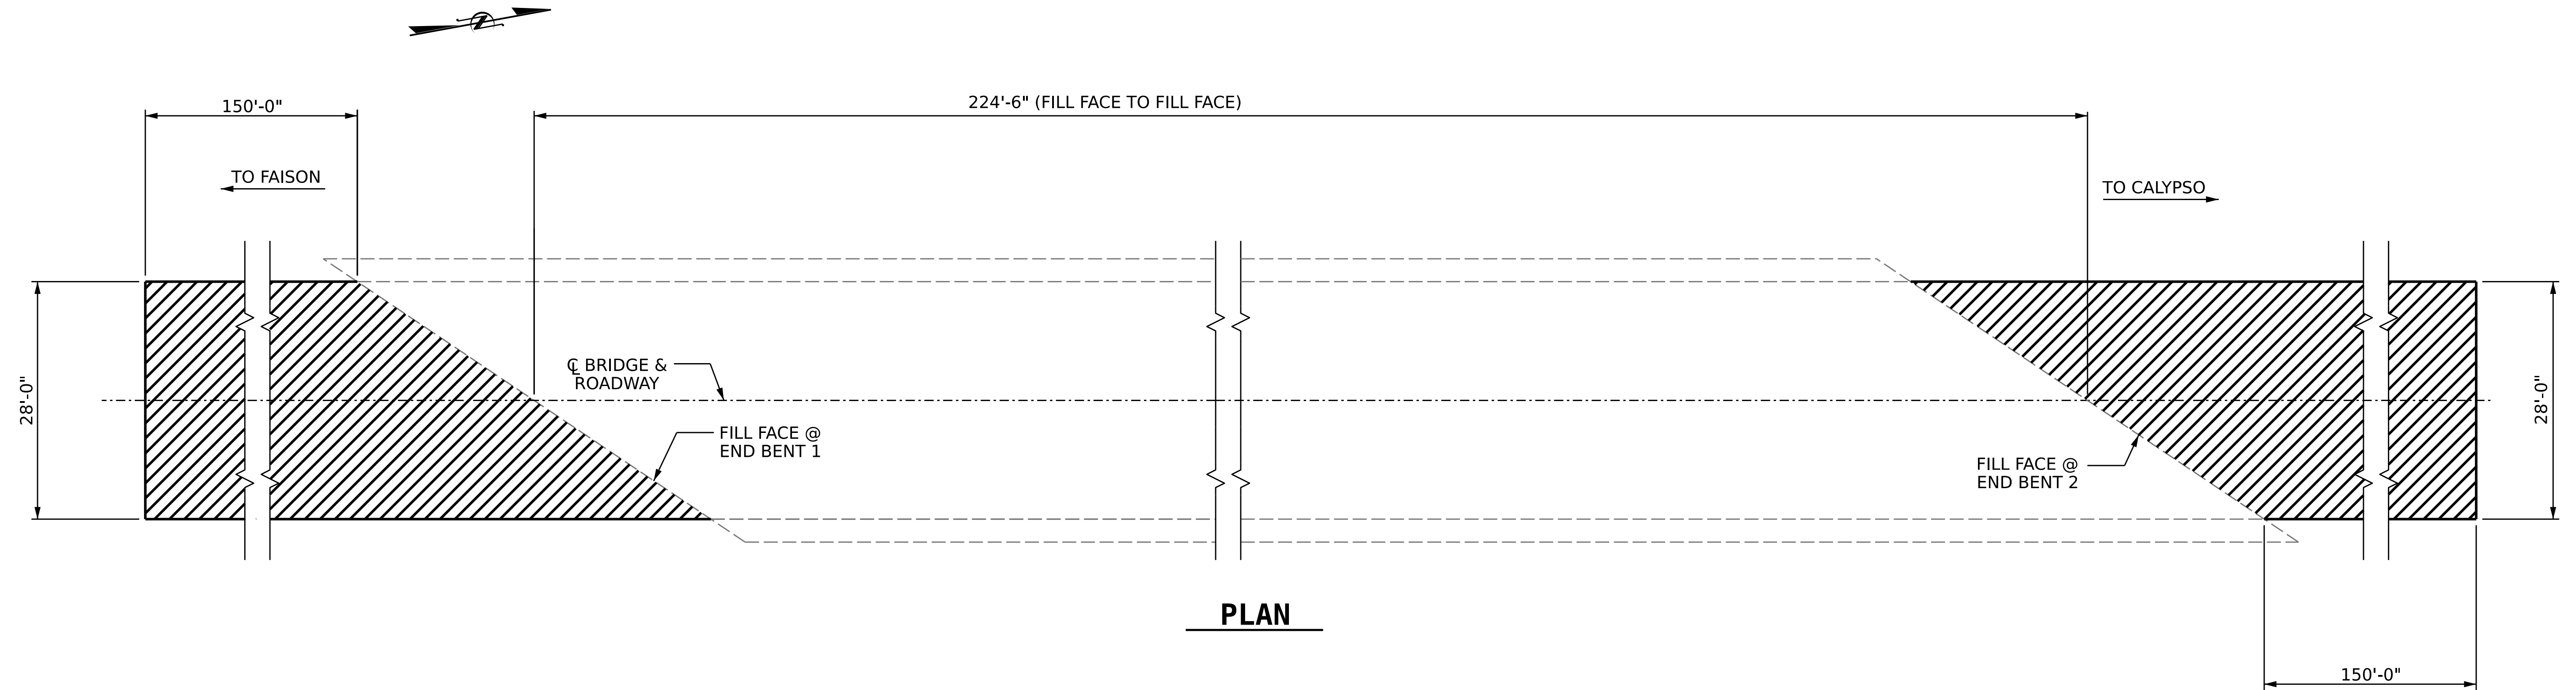 Z
150'-0"
224'-6" (FILL FACE TO FILL FACE)
TO FAISON
TO CALYPSO
℄ BRIDGE &
ROADWAY
28'-0"
28'-0"
FILL FACE @
END BENT 1
FILL FACE @
END BENT 2
PLAN
150'-0"